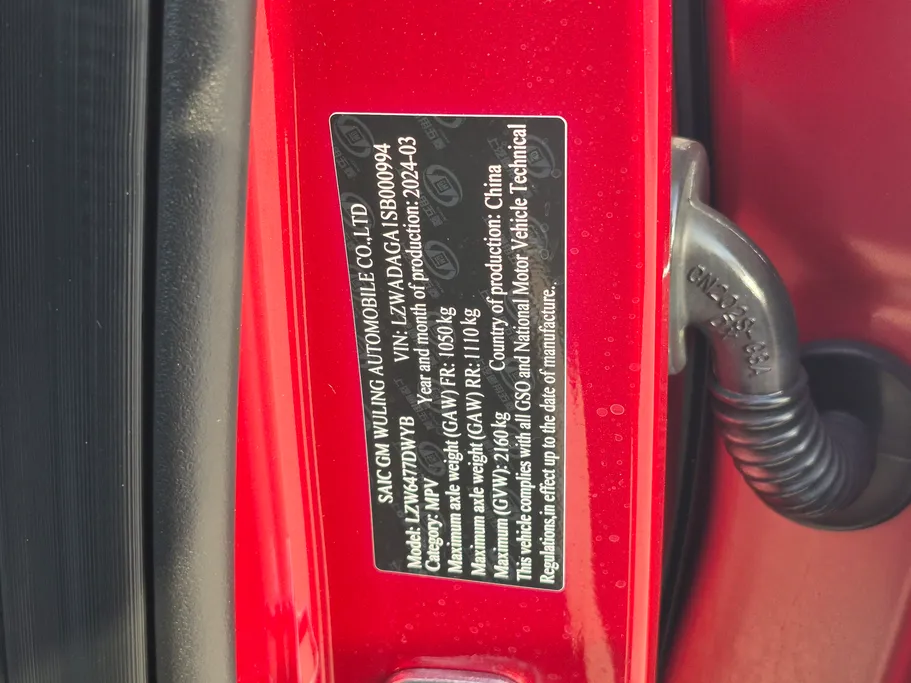 SAIC GM WULING AUTOMOBILE CO.,LTD
Model: LZW6477DWYB VIN: LZWADAGA1SB000994
Category: MPV Year and month of production: 2024-03
Maximum axle weight (GAW) FR: 1050 kg
Maximum axle weight (GAW) RR: 1110 kg
Maximum (GVW): 2160 kg Country of production: China
This vehicle complies with all GSO and National Motor Vehicle Technical
Regulations,in effect up to the date of manufacture.